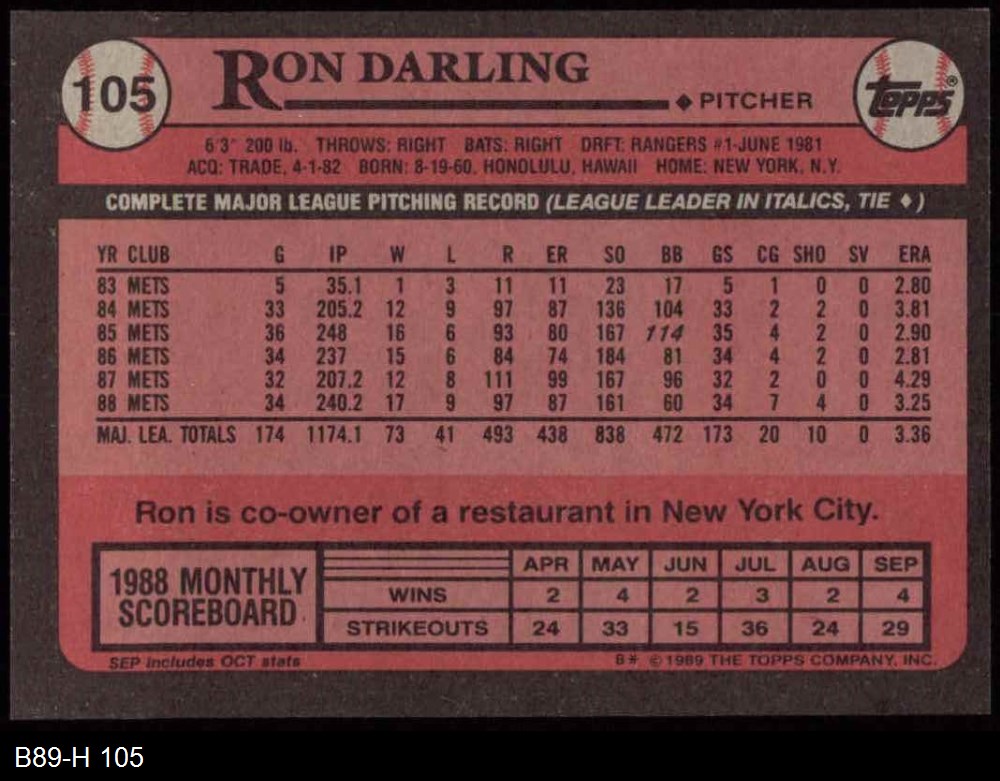 105
RON DARLING
◆ PITCHER
TOPPS®
6'3" 200 lb. THROWS: RIGHT BATS: RIGHT DRFT: RANGERS #1-JUNE 1981
ACQ: TRADE, 4-1-82 BORN: 8-19-60, HONOLULU, HAWAII HOME: NEW YORK, N.Y.
COMPLETE MAJOR LEAGUE PITCHING RECORD (LEAGUE LEADER IN ITALICS, TIE ♦)
YR CLUB G IP W L R ER SO BB GS CG SHO SV ERA
83 METS 5 35.1 1 3 11 11 23 17 5 1 0 0 2.80
84 METS 33 205.2 12 9 97 87 136 104 33 2 2 0 3.81
85 METS 36 248 16 6 93 80 167 114 35 4 2 0 2.90
86 METS 34 237 15 6 84 74 184 81 34 4 2 0 2.81
87 METS 32 207.2 12 8 111 99 167 96 32 2 0 0 4.29
88 METS 34 240.2 17 9 97 87 161 60 34 7 4 0 3.25
MAJ. LEA. TOTALS 174 1174.1 73 41 493 438 838 472 173 20 10 0 3.36
Ron is co-owner of a restaurant in New York City.
1988 MONTHLY
SCOREBOARD
APR MAY JUN JUL AUG SEP
WINS 2 4 2 3 2 4
STRIKEOUTS 24 33 15 36 24 29
SEP includes OCT stats
B# © 1989 THE TOPPS COMPANY, INC.
B89-H 105